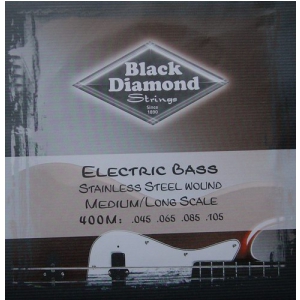 Black
Diamond
Strings
Since
1890
Electric Bass
Stainless Steel Wound
Medium/Long Scale
400M: .045 .065 .085 .105